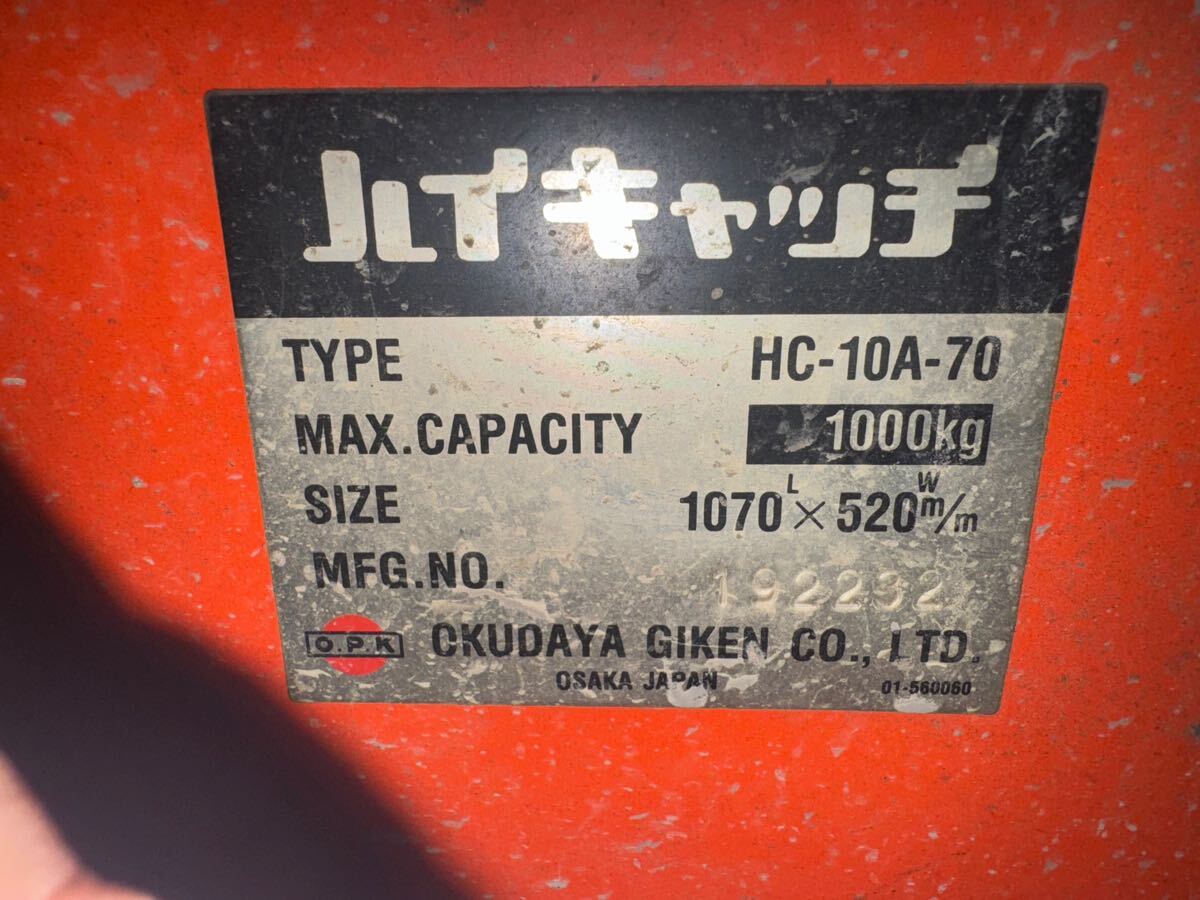 ハイキャッチ
TYPE HC-10A-70
MAX.CAPACITY 1000kg
SIZE 1070L×520W m/m
MFG.NO. 192232
O.P.K OKUDAYA GIKEN CO., LTD.
OSAKA JAPAN 01-560060